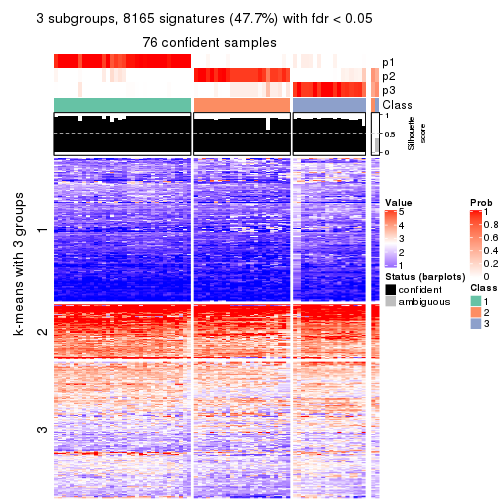 3 subgroups, 8165 signatures (47.7%) with fdr < 0.05
76 confident samples
p1
p2
p3
Class
1
0.5
0
Silhouette
score
k-means with 3 groups
1
2
3
Value
5
4
3
2
1
Status (barplots)
confident
ambiguous
Prob
1
0.8
0.6
0.4
0.2
0
Class
1
2
3